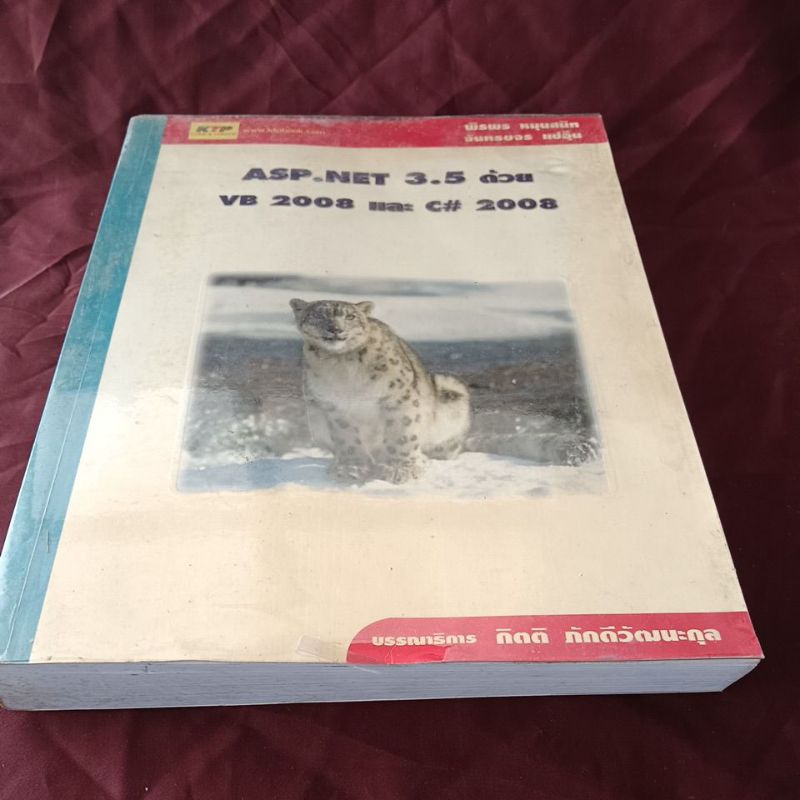 KTP
www.ktpbook.com
พีรพร หมุนสนิท
จันทรขจร แซ่อุ๊น
ASP.NET 3.5 ด้วย
VB 2008 และ C# 2008
บรรณาธิการ กิตติ ภักดีวัฒนะกุล